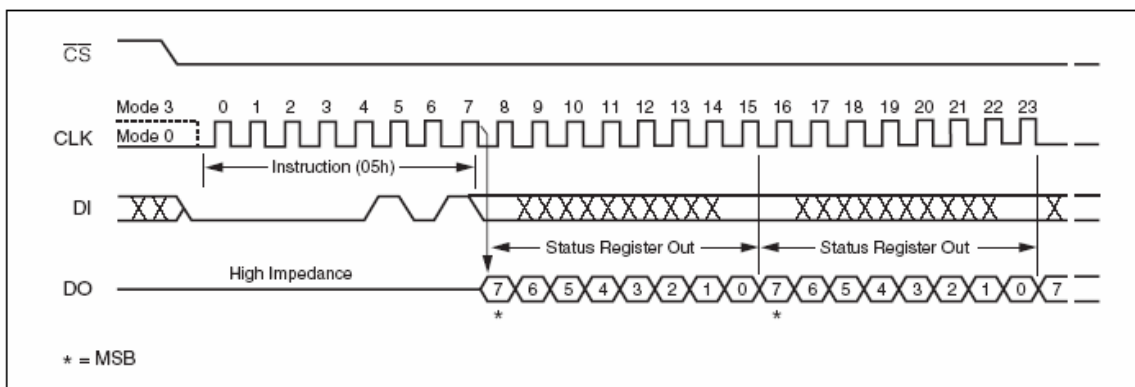 CS
Mode 3
0 1 2 3 4 5 6 7 8 9 10 11 12 13 14 15 16 17 18 19 20 21 22 23
CLK
Mode 0
Instruction (05h)
DI
Status Register Out
Status Register Out
High Impedance
DO
7 6 5 4 3 2 1 0 7 6 5 4 3 2 1 0 7
* *
* = MSB